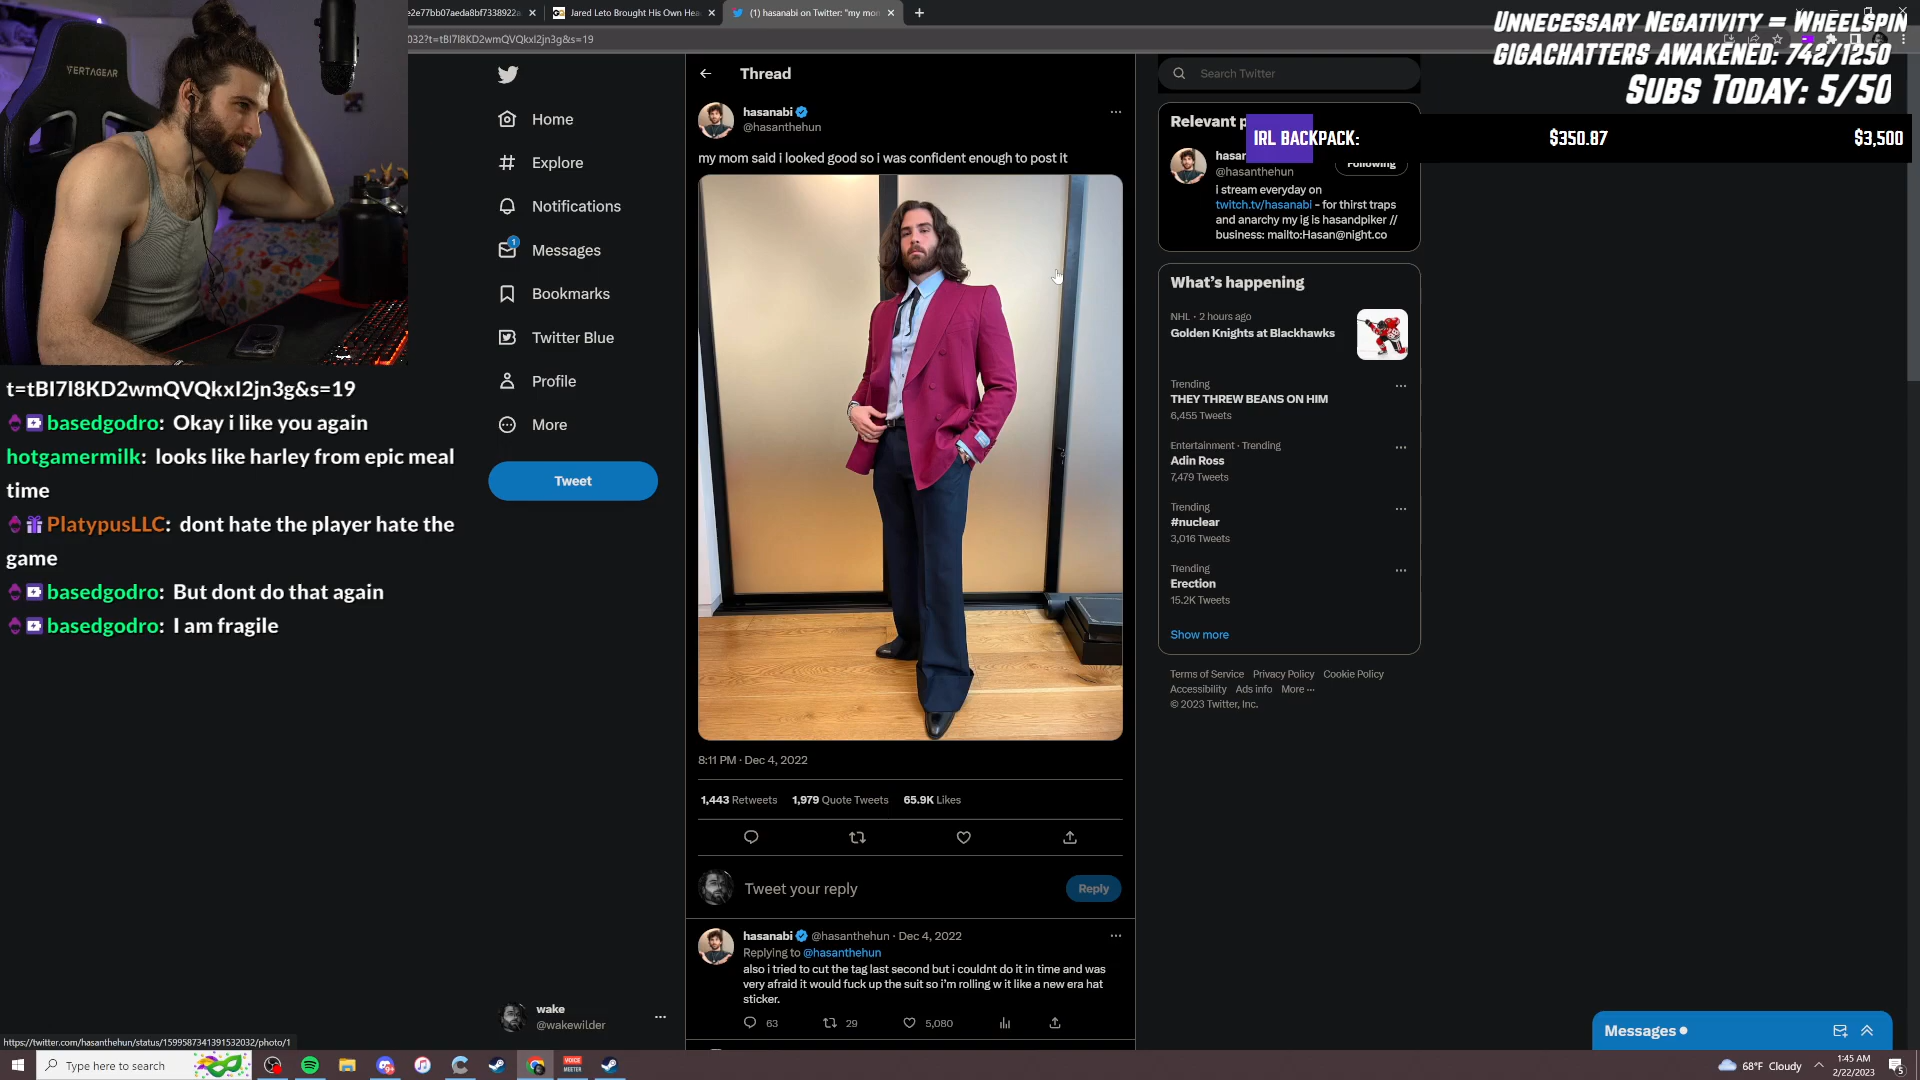 Jared Leto Brought His Own Hea
(1) hasanabi on Twitter: "my mom
032?t=tBI7I8KD2wmQVQkxI2jn3g&s=19
UNNECESSARY NEGATIVITY = WHEELSPIN
GIGACHATTERS AWAKENED: 742/1250
SUBS TODAY: 5/50
IRL BACKPACK: $350.87 $3,500
VERTAGEAR
t=tBI7I8KD2wmQVQkxI2jn3g&s=19
basedgodro: Okay i like you again
hotgamermilk: looks like harley from epic meal
time
PlatypusLLC: dont hate the player hate the
game
basedgodro: But dont do that again
basedgodro: I am fragile
Home
Explore
Notifications
1
Messages
Bookmarks
Twitter Blue
Profile
More
Tweet
wake
@wakewilder
Thread
hasanabi
@hasanthehun
my mom said i looked good so i was confident enough to post it
8:11 PM · Dec 4, 2022
1,443 Retweets 1,979 Quote Tweets 65.9K Likes
Tweet your reply
Reply
hasanabi @hasanthehun · Dec 4, 2022
Replying to @hasanthehun
also i tried to cut the tag last second but i couldnt do it in time and was
very afraid it would fuck up the suit so i'm rolling w it like a new era hat
sticker.
63 29 5,080
Search Twitter
Relevant p
hasan
Following
@hasanthehun
i stream everyday on
twitch.tv/hasanabi - for thirst traps
and anarchy my ig is hasandpiker //
business: mailto:Hasan@night.co
What's happening
NHL · 2 hours ago
Golden Knights at Blackhawks
Trending
THEY THREW BEANS ON HIM
6,455 Tweets
Entertainment · Trending
Adin Ross
7,479 Tweets
Trending
#nuclear
3,016 Tweets
Trending
Erection
15.2K Tweets
Show more
Terms of Service Privacy Policy Cookie Policy
Accessibility Ads info More ···
© 2023 Twitter, Inc.
Messages
https://twitter.com/hasanthehun/status/1599587341391532032/photo/1
Type here to search
VOICE
MEETER
68°F Cloudy
1:45 AM
2/22/2023
5